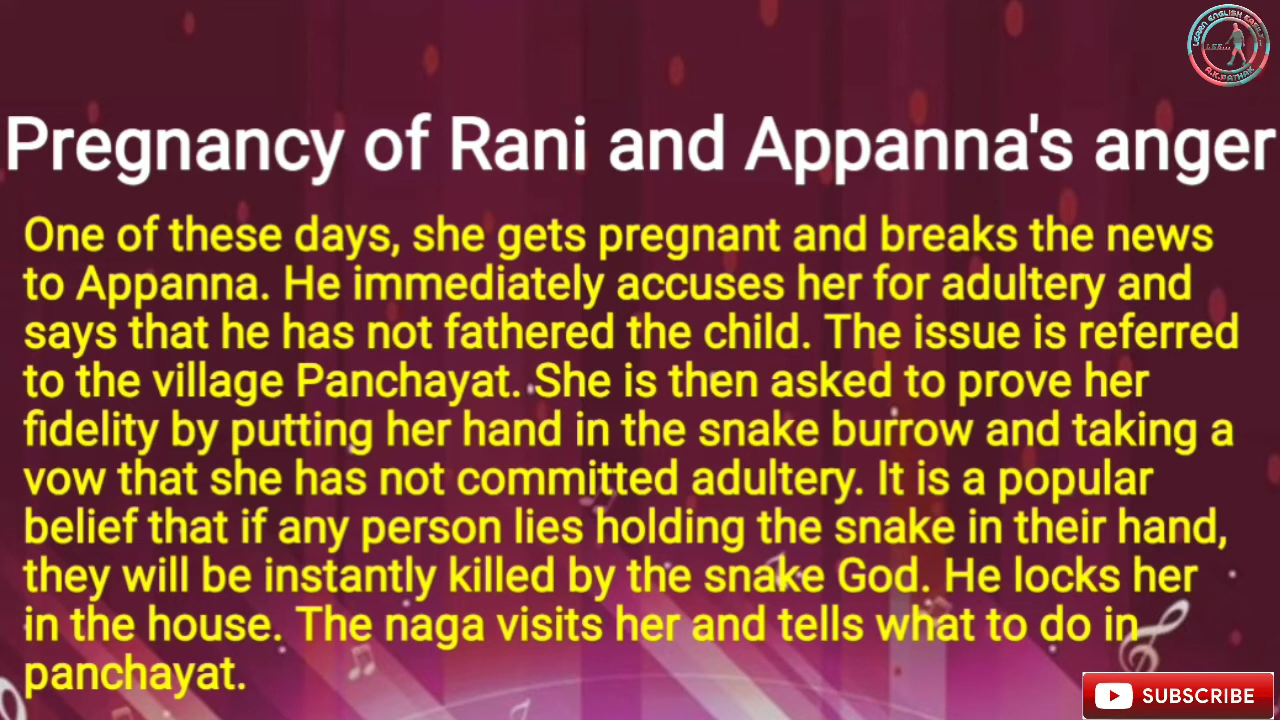 LEARN ENGLISH EASILY...
LEE...
A.K.PATHAK
Pregnancy of Rani and Appanna's anger
One of these days, she gets pregnant and breaks the news
to Appanna. He immediately accuses her for adultery and
says that he has not fathered the child. The issue is referred
to the village Panchayat. She is then asked to prove her
fidelity by putting her hand in the snake burrow and taking a
vow that she has not committed adultery. It is a popular
belief that if any person lies holding the snake in their hand,
they will be instantly killed by the snake God. He locks her
in the house. The naga visits her and tells what to do in
panchayat.
SUBSCRIBE